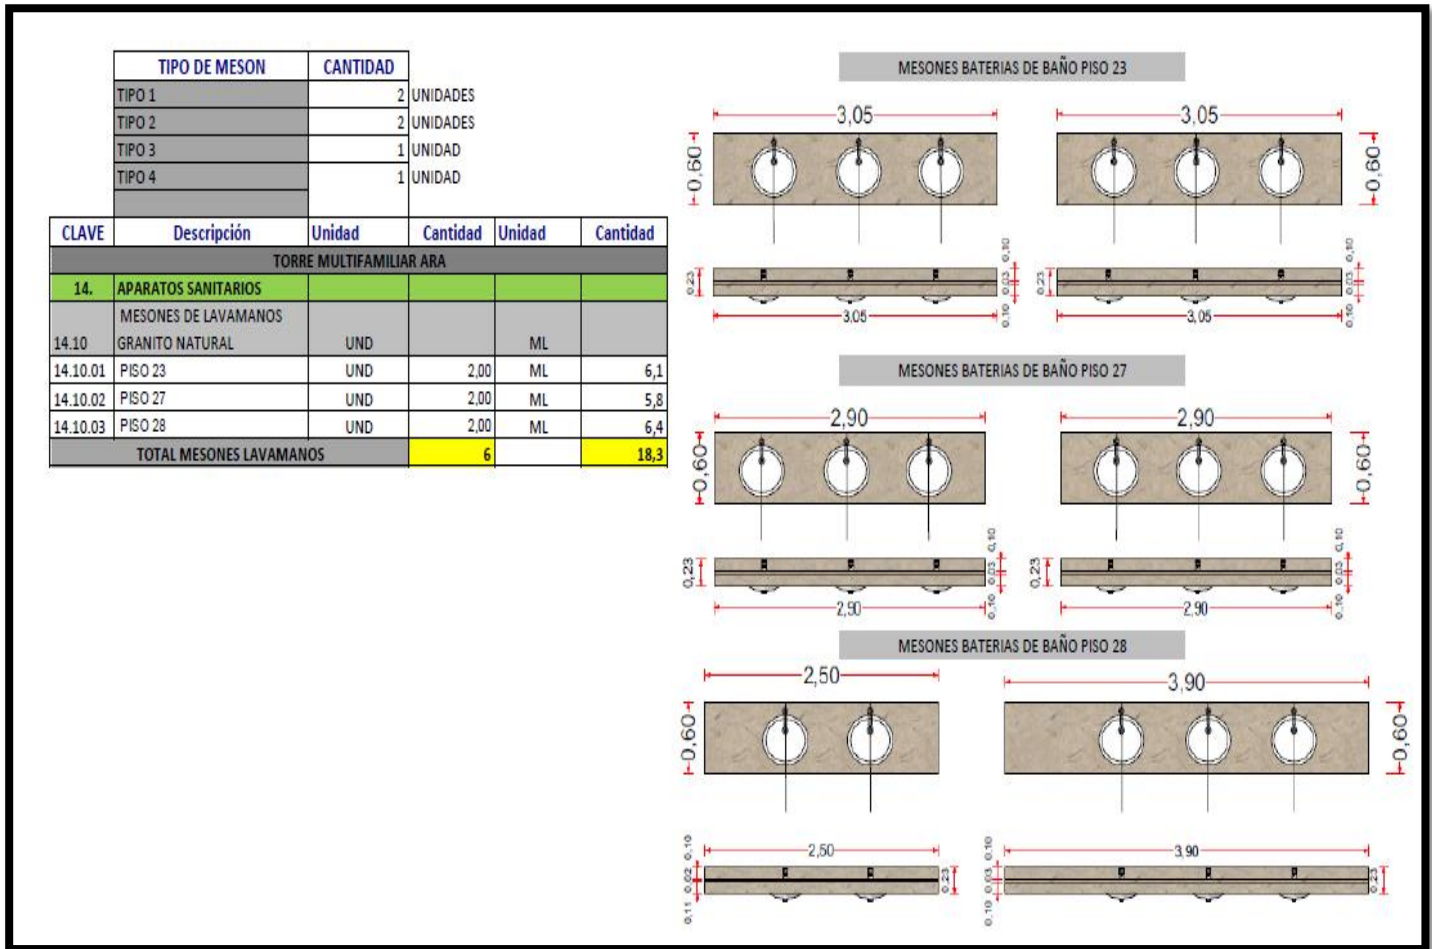 TIPO DE MESON CANTIDAD
TIPO 1 2 UNIDADES
TIPO 2 2 UNIDADES
TIPO 3 1 UNIDAD
TIPO 4 1 UNIDAD
CLAVE Descripción Unidad Cantidad Unidad Cantidad
TORRE MULTIFAMILIAR ARA
14. APARATOS SANITARIOS
MESONES DE LAVAMANOS
14.10 GRANITO NATURAL UND ML
14.10.01 PISO 23 UND 2,00 ML 6,1
14.10.02 PISO 27 UND 2,00 ML 5,8
14.10.03 PISO 28 UND 2,00 ML 6,4
TOTAL MESONES LAVAMANOS 6 18,3
MESONES BATERIAS DE BAÑO PISO 23
3,05 3,05
0,60 0,60
0,23 0,10 0,03 0,10 0,23 0,10 0,03 0,10
3,05 3,05
MESONES BATERIAS DE BAÑO PISO 27
2,90 2,90
0,60 0,60
0,23 0,10 0,03 0,10 0,23 0,10 0,03 0,10
2,90 2,90
MESONES BATERIAS DE BAÑO PISO 28
2,50 3,90
0,60 0,60
2,50 3,90
0,10 0,02 0,11 0,23 0,10 0,03 0,10 0,23